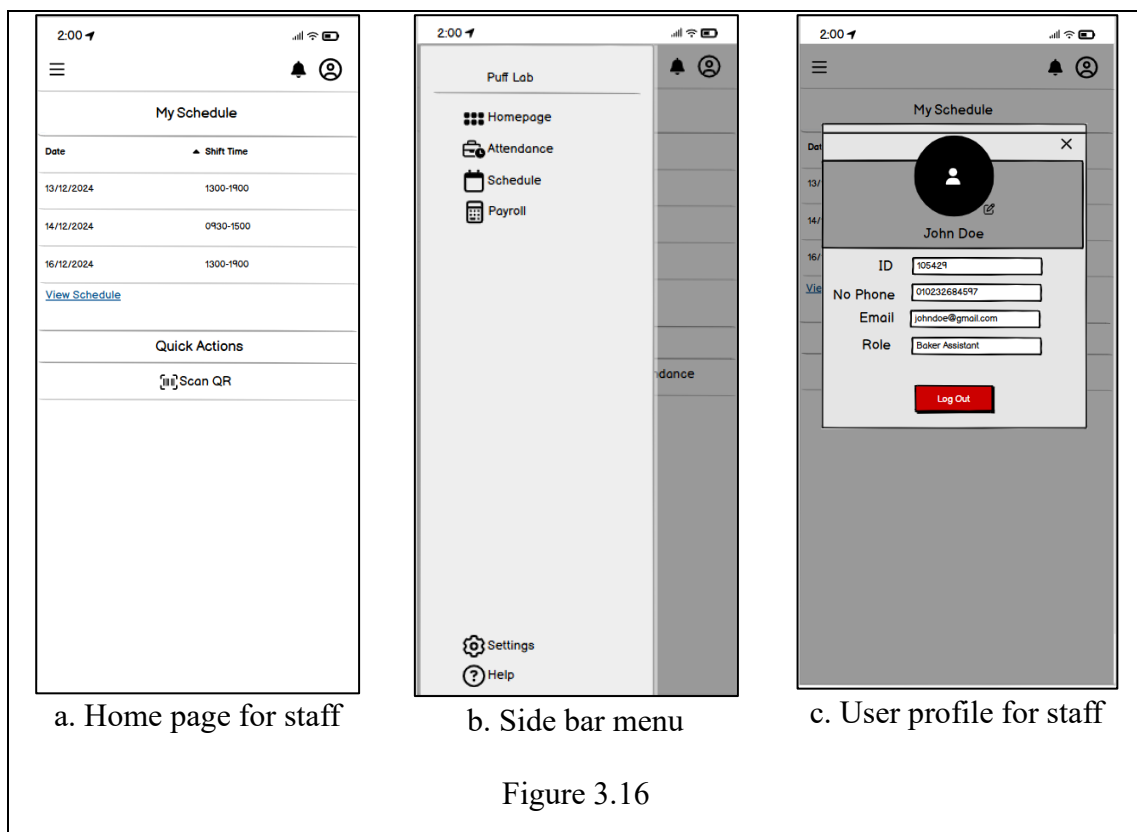 2:00
My Schedule
Date ▲ Shift Time
13/12/2024 1300-1900
14/12/2024 0930-1500
16/12/2024 1300-1900
View Schedule
Quick Actions
Scan QR
a. Home page for staff
2:00
Puff Lab
Homepage
Attendance
Schedule
Payroll
ndance
Settings
Help
b. Side bar menu
2:00
My Schedule
Dat
13/
14/
16/
Vie
John Doe
ID 105429
No Phone 010232684597
Email johndoe@gmail.com
Role Baker Assistant
Log Out
c. User profile for staff
Figure 3.16